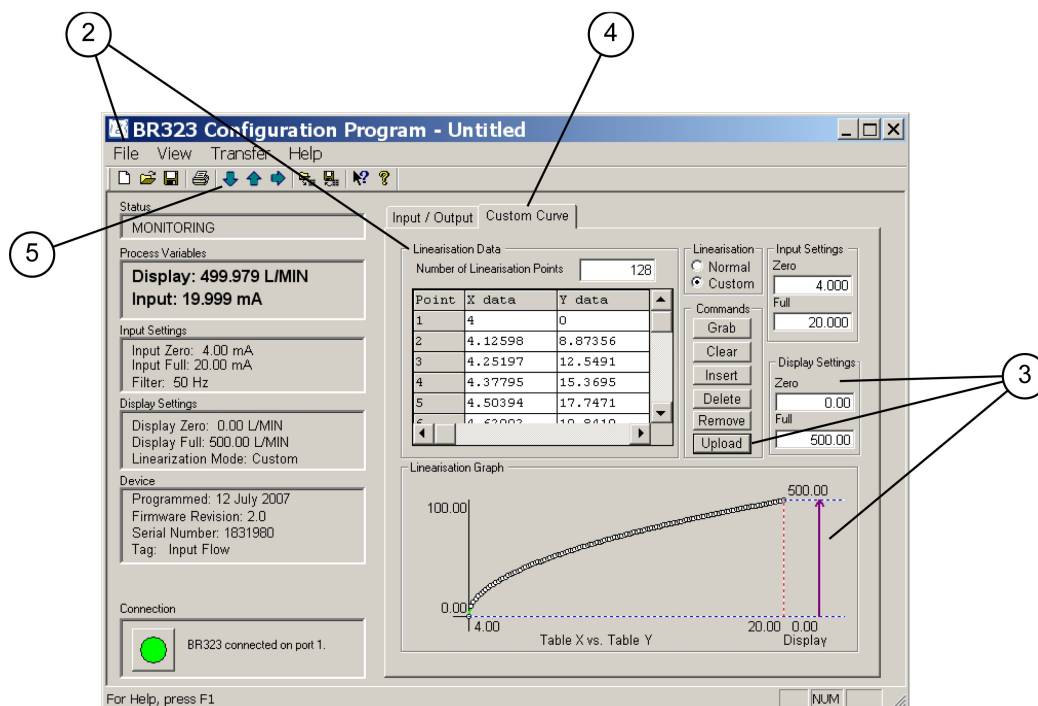 2
4
BR323 Configuration Program - Untitled
File View Transfer Help
5
Status
MONITORING
Process Variables
Display: 499.979 L/MIN
Input: 19.999 mA
Input Settings
Input Zero: 4.00 mA
Input Full: 20.00 mA
Filter: 50 Hz
Display Settings
Display Zero: 0.00 L/MIN
Display Full: 500.00 L/MIN
Linearization Mode: Custom
Device
Programmed: 12 July 2007
Firmware Revision: 2.0
Serial Number: 1831980
Tag: Input Flow
Connection
BR323 connected on port 1.
Input / Output Custom Curve
Linearisation Data
Number of Linearisation Points 128
Point X data Y data
1 4 0
2 4.12598 8.87356
3 4.25197 12.5491
4 4.37795 15.3695
5 4.50394 17.7471
Linearisation
Normal
Custom
Commands
Grab
Clear
Insert
Delete
Remove
Upload
Input Settings
Zero
4.000
Full
20.000
Display Settings
Zero
0.00
Full
500.00
3
Linearisation Graph
100.00
500.00
0.00
4.00
20.00 0.00
Table X vs. Table Y
Display
For Help, press F1
NUM